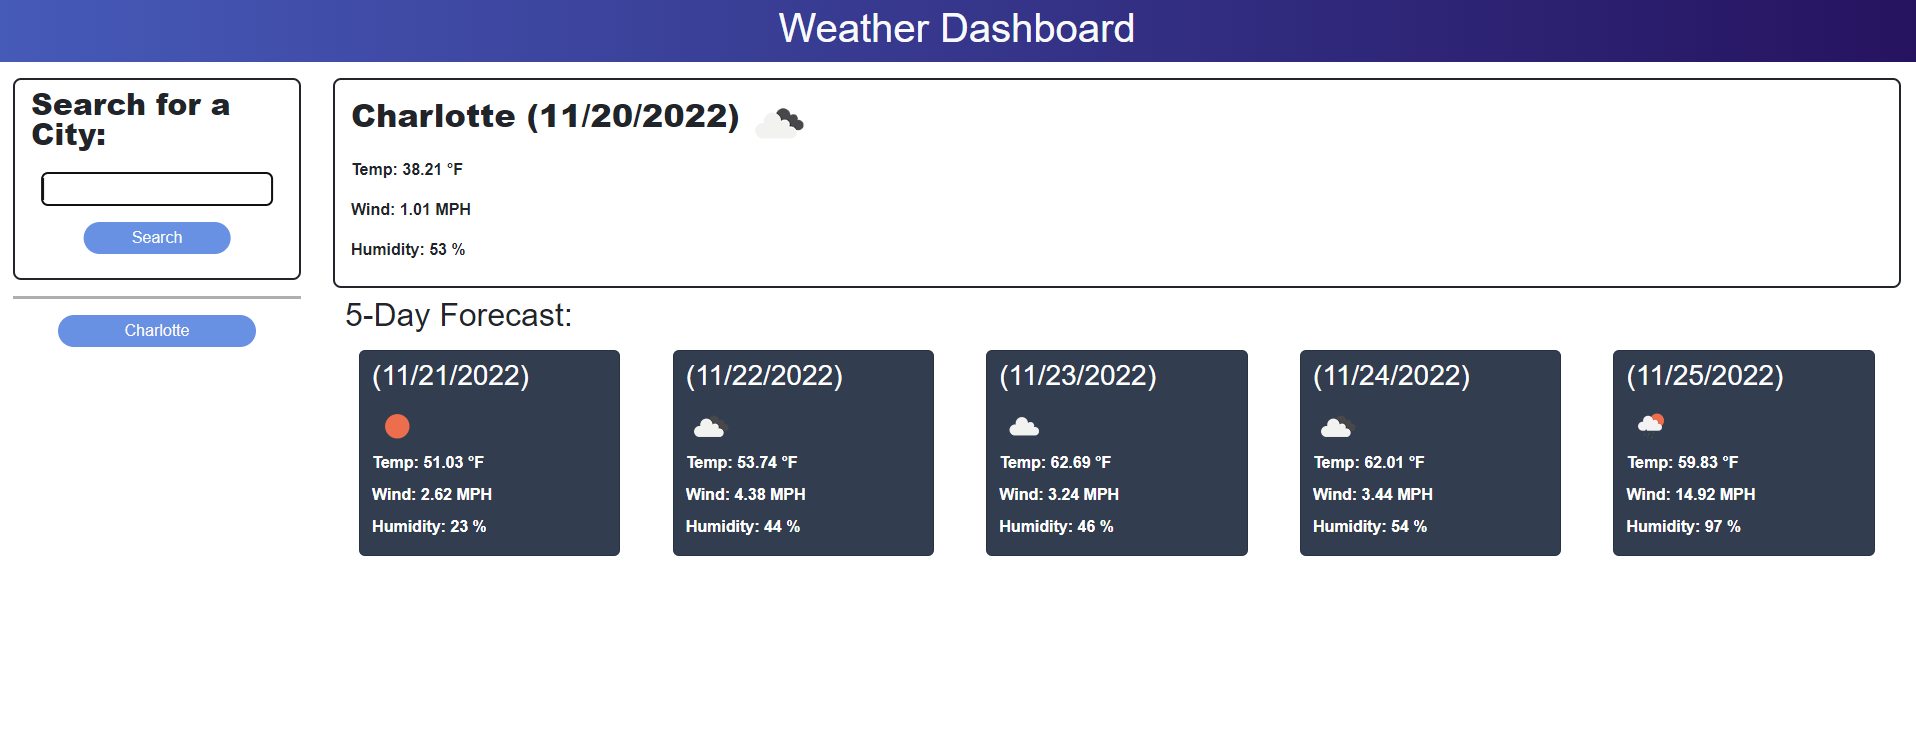 Weather Dashboard
Search for a
City:
Search
Charlotte
Charlotte (11/20/2022)
Temp: 38.21 °F
Wind: 1.01 MPH
Humidity: 53 %
5-Day Forecast:
(11/21/2022)
Temp: 51.03 °F
Wind: 2.62 MPH
Humidity: 23 %
(11/22/2022)
Temp: 53.74 °F
Wind: 4.38 MPH
Humidity: 44 %
(11/23/2022)
Temp: 62.69 °F
Wind: 3.24 MPH
Humidity: 46 %
(11/24/2022)
Temp: 62.01 °F
Wind: 3.44 MPH
Humidity: 54 %
(11/25/2022)
Temp: 59.83 °F
Wind: 14.92 MPH
Humidity: 97 %